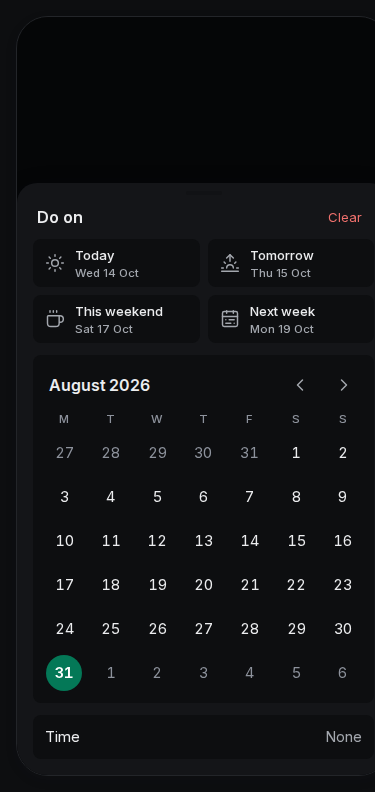 Do on
Clear
Today
Wed 14 Oct
Tomorrow
Thu 15 Oct
This weekend
Sat 17 Oct
Next week
Mon 19 Oct
August 2026
M T W T F S S
27 28 29 30 31 1 2
3 4 5 6 7 8 9
10 11 12 13 14 15 16
17 18 19 20 21 22 23
24 25 26 27 28 29 30
31 1 2 3 4 5 6
Time None